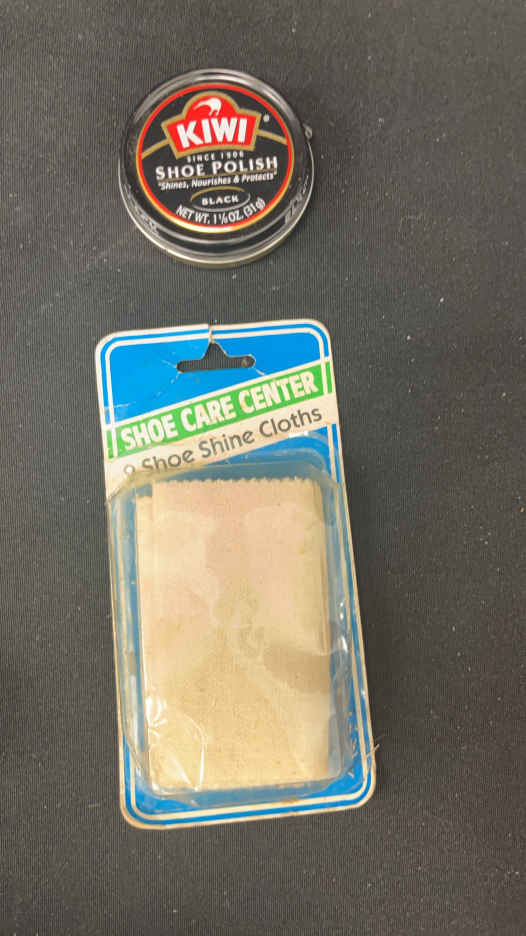 KIWI
®
SINCE 1906
SHOE POLISH
"Shines, Nourishes & Protects"
BLACK
NET WT. 1⅛ OZ. (31 g)
SHOE CARE CENTER
Shoe Shine Cloths